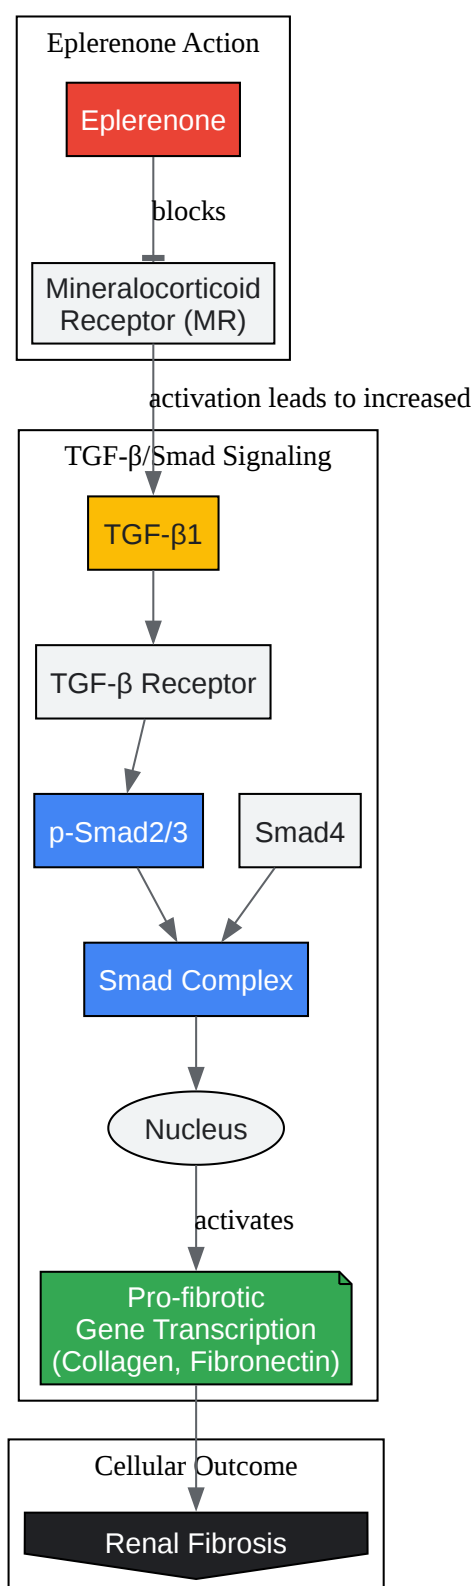 Eplerenone Action
Eplerenone
blocks
Mineralocorticoid
Receptor (MR)
activation leads to increased
TGF-β/Smad Signaling
TGF-β1
TGF-β Receptor
p-Smad2/3
Smad4
Smad Complex
Nucleus
activates
Pro-fibrotic
Gene Transcription
(Collagen, Fibronectin)
Cellular Outcome
Renal Fibrosis